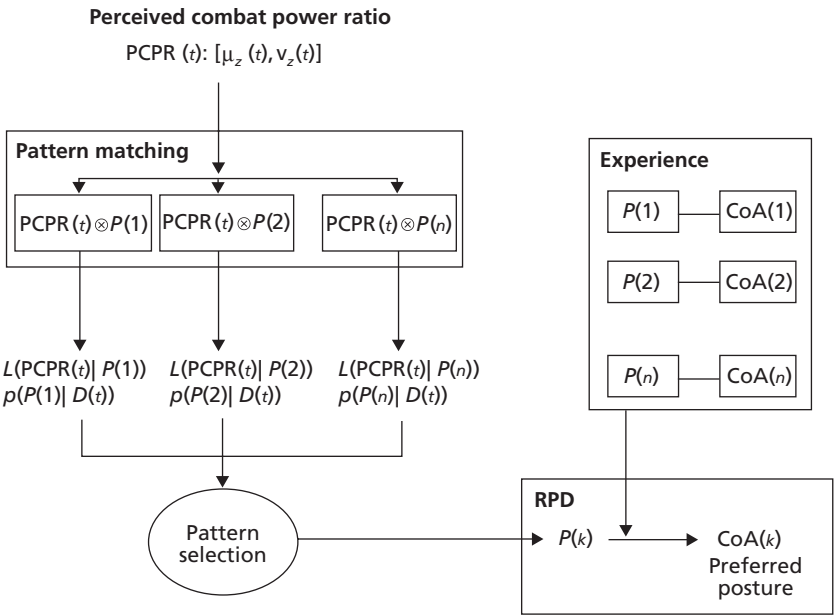 Perceived combat power ratio
PCPR (t): [μz (t), vz(t)]
Pattern matching
PCPR (t)⊗P(1)
PCPR (t)⊗P(2)
PCPR (t)⊗P(n)
L(PCPR(t)| P(1))
p(P(1)| D(t))
L(PCPR(t)| P(2))
p(P(2)| D(t))
L(PCPR(t)| P(n))
p(P(n)| D(t))
Pattern
selection
Experience
P(1)
CoA(1)
P(2)
CoA(2)
P(n)
CoA(n)
RPD
P(k)
CoA(k)
Preferred
posture